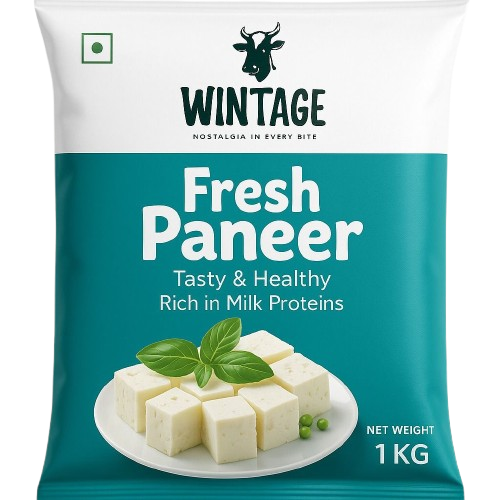 WINTAGE
NOSTALGIA IN EVERY BITE
Fresh
Paneer
Tasty & Healthy
Rich in Milk Proteins
NET WEIGHT
1 KG